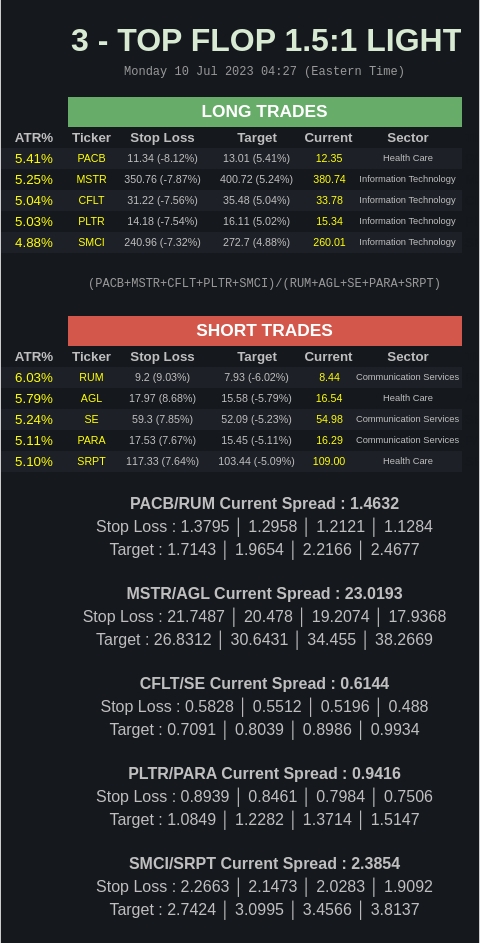 3 - TOP FLOP 1.5:1 LIGHT
Monday 10 Jul 2023 04:27 (Eastern Time)
LONG TRADES
ATR% Ticker Stop Loss Target Current Sector
5.41% PACB 11.34 (-8.12%) 13.01 (5.41%) 12.35 Health Care
5.25% MSTR 350.76 (-7.87%) 400.72 (5.24%) 380.74 Information Technology
5.04% CFLT 31.22 (-7.56%) 35.48 (5.04%) 33.78 Information Technology
5.03% PLTR 14.18 (-7.54%) 16.11 (5.02%) 15.34 Information Technology
4.88% SMCI 240.96 (-7.32%) 272.7 (4.88%) 260.01 Information Technology
(PACB+MSTR+CFLT+PLTR+SMCI)/(RUM+AGL+SE+PARA+SRPT)
SHORT TRADES
ATR% Ticker Stop Loss Target Current Sector
6.03% RUM 9.2 (9.03%) 7.93 (-6.02%) 8.44 Communication Services
5.79% AGL 17.97 (8.68%) 15.58 (-5.79%) 16.54 Health Care
5.24% SE 59.3 (7.85%) 52.09 (-5.23%) 54.98 Communication Services
5.11% PARA 17.53 (7.67%) 15.45 (-5.11%) 16.29 Communication Services
5.10% SRPT 117.33 (7.64%) 103.44 (-5.09%) 109.00 Health Care
PACB/RUM Current Spread : 1.4632
Stop Loss : 1.3795 │ 1.2958 │ 1.2121 │ 1.1284
Target : 1.7143 │ 1.9654 │ 2.2166 │ 2.4677
MSTR/AGL Current Spread : 23.0193
Stop Loss : 21.7487 │ 20.478 │ 19.2074 │ 17.9368
Target : 26.8312 │ 30.6431 │ 34.455 │ 38.2669
CFLT/SE Current Spread : 0.6144
Stop Loss : 0.5828 │ 0.5512 │ 0.5196 │ 0.488
Target : 0.7091 │ 0.8039 │ 0.8986 │ 0.9934
PLTR/PARA Current Spread : 0.9416
Stop Loss : 0.8939 │ 0.8461 │ 0.7984 │ 0.7506
Target : 1.0849 │ 1.2282 │ 1.3714 │ 1.5147
SMCI/SRPT Current Spread : 2.3854
Stop Loss : 2.2663 │ 2.1473 │ 2.0283 │ 1.9092
Target : 2.7424 │ 3.0995 │ 3.4566 │ 3.8137